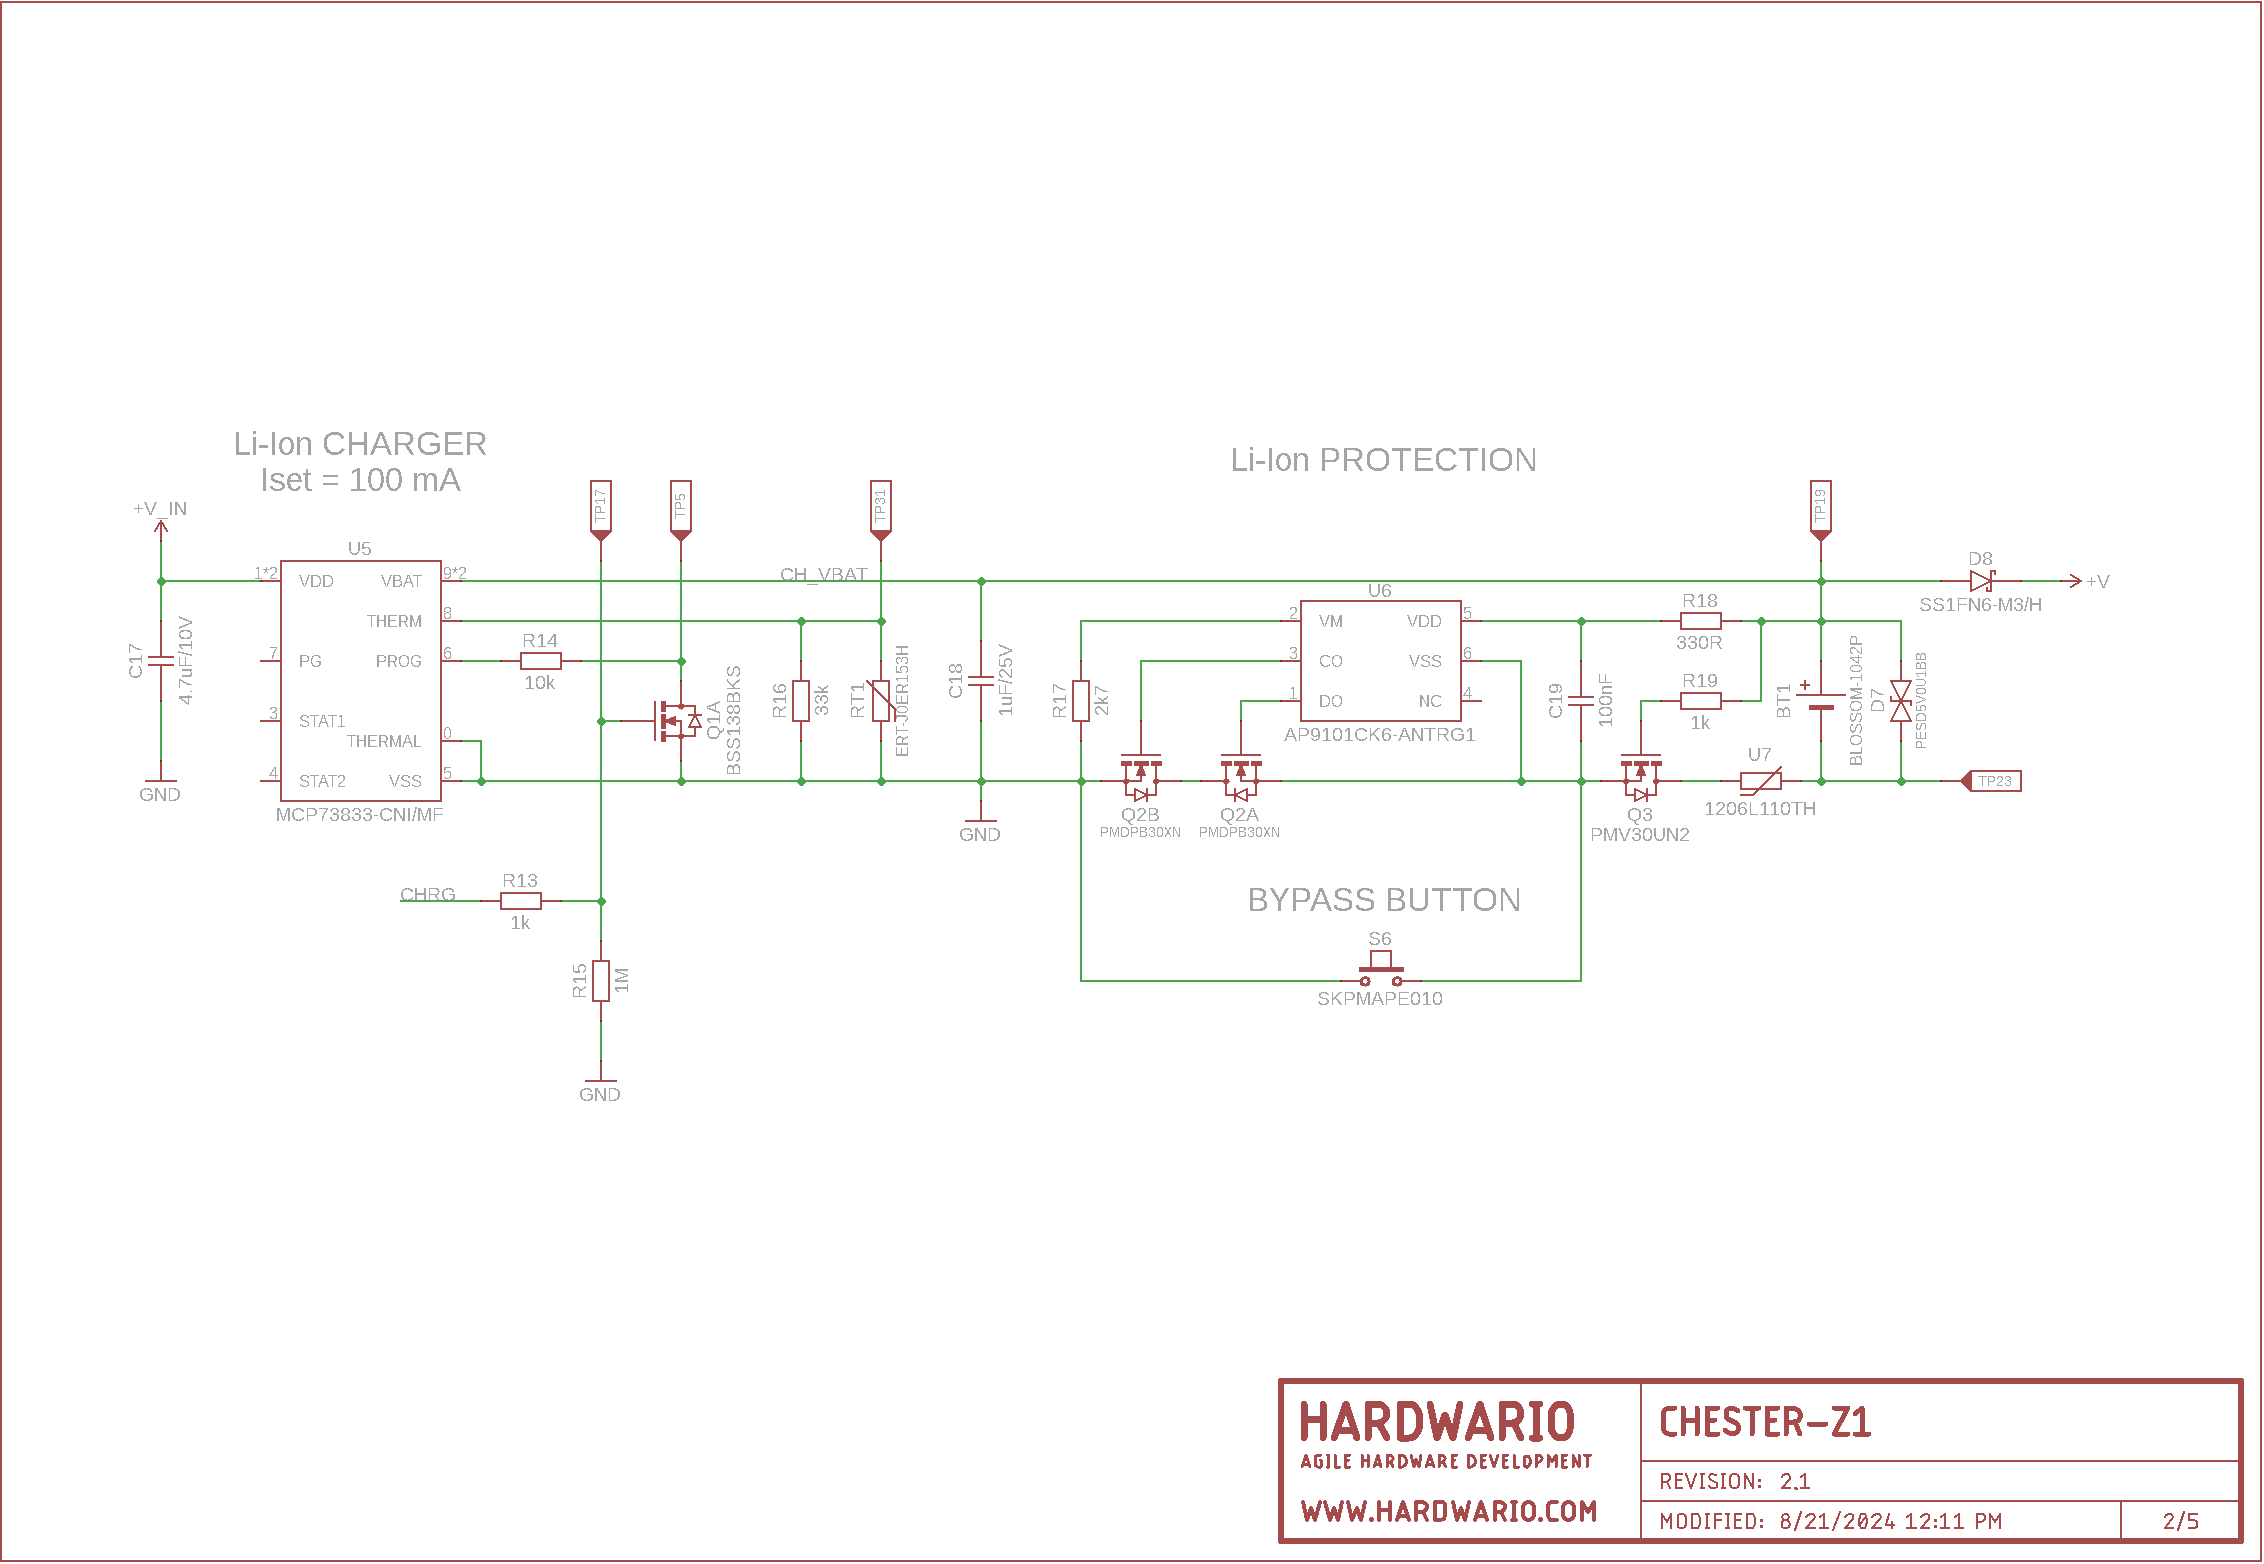 Li-Ion CHARGER
Iset = 100 mA
Li-Ion PROTECTION
+V_IN
TP17
TP5
TP31
TP19
U5
1*2
VDD
VBAT
9*2
CH_VBAT
THERM
8
7
PG
PROG
6
3
STAT1
THERMAL
0
4
STAT2
VSS
5
MCP73833-CNI/MF
C17
4.7uF/10V
GND
R14
10k
Q1A
BSS138BKS
R16
33k
RT1
ERT-J0ER153H
C18
1uF/25V
GND
R17
2k7
U6
2
VM
VDD
5
3
CO
VSS
6
1
DO
NC
4
AP9101CK6-ANTRG1
Q2B
PMDPB30XN
Q2A
PMDPB30XN
C19
100nF
R18
330R
R19
1k
Q3
PMV30UN2
U7
1206L110TH
BT1
+
BLOSSOM-1042P
D7
PESD5V0U1BB
D8
SS1FN6-M3/H
+V
TP23
CHRG
R13
1k
R15
1M
GND
BYPASS BUTTON
S6
SKPMAPE010
HARDWARIO
AGILE HARDWARE DEVELOPMENT
WWW.HARDWARIO.COM
CHESTER-Z1
REVISION: 2.1
MODIFIED: 8/21/2024 12:11 PM
2/5